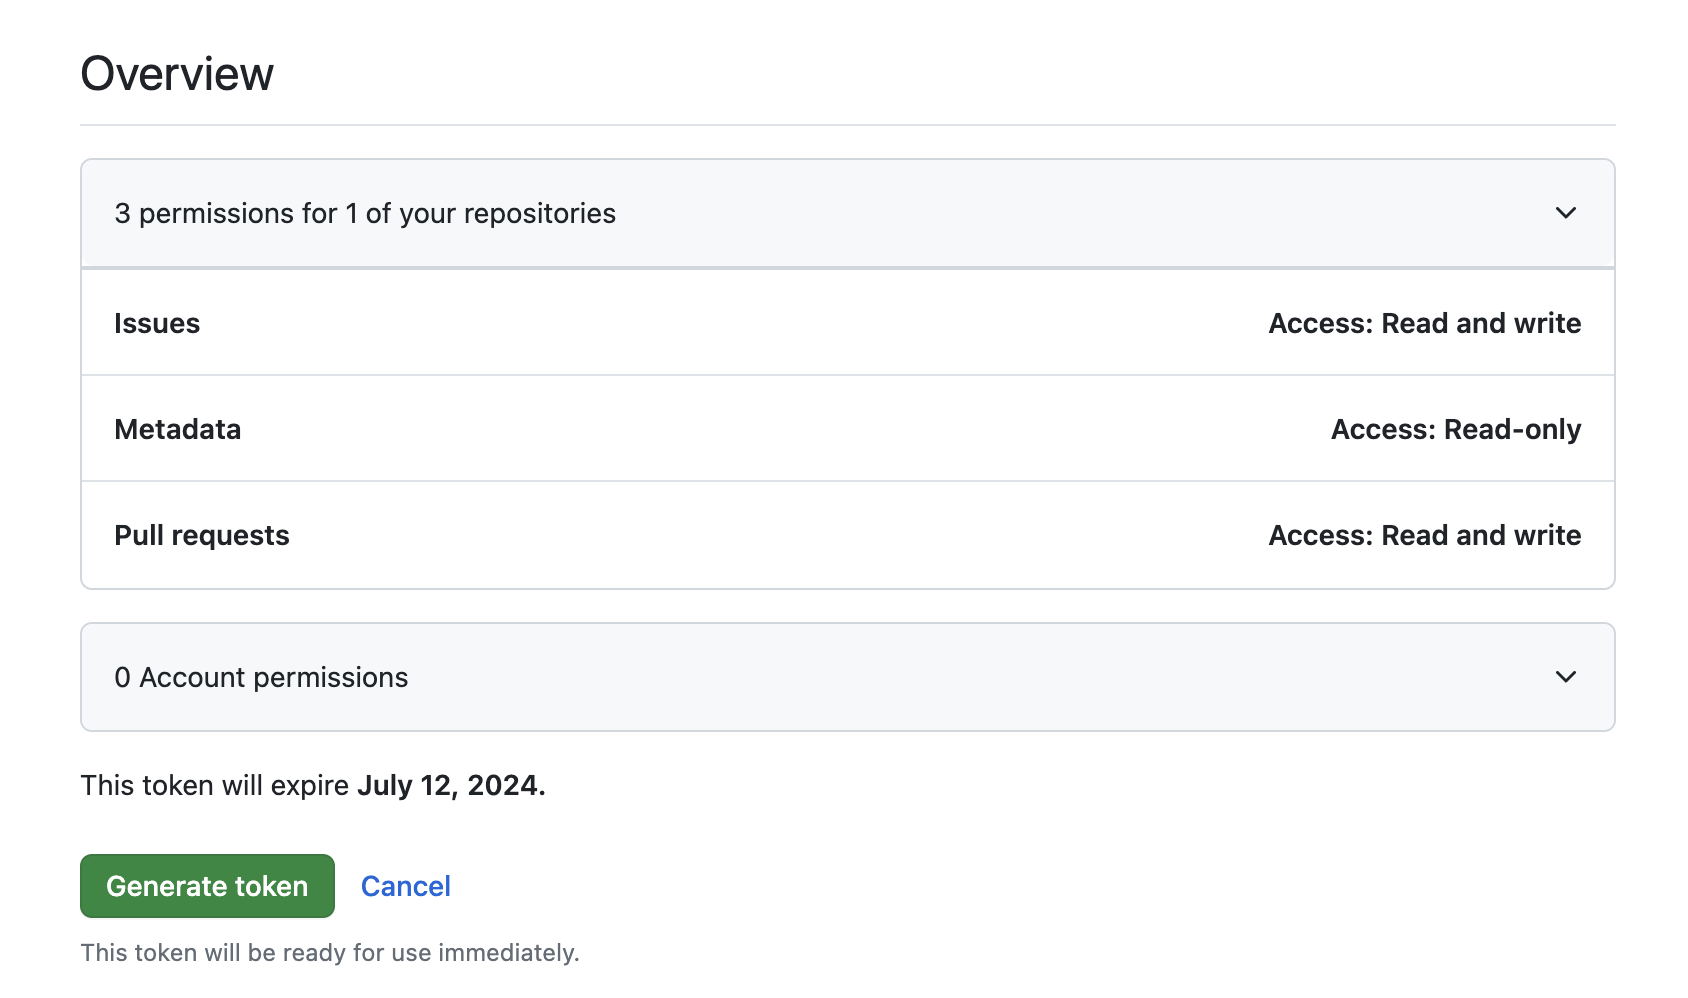 Overview
3 permissions for 1 of your repositories
Issues Access: Read and write
Metadata Access: Read-only
Pull requests Access: Read and write
0 Account permissions
This token will expire July 12, 2024.
Generate token Cancel
This token will be ready for use immediately.